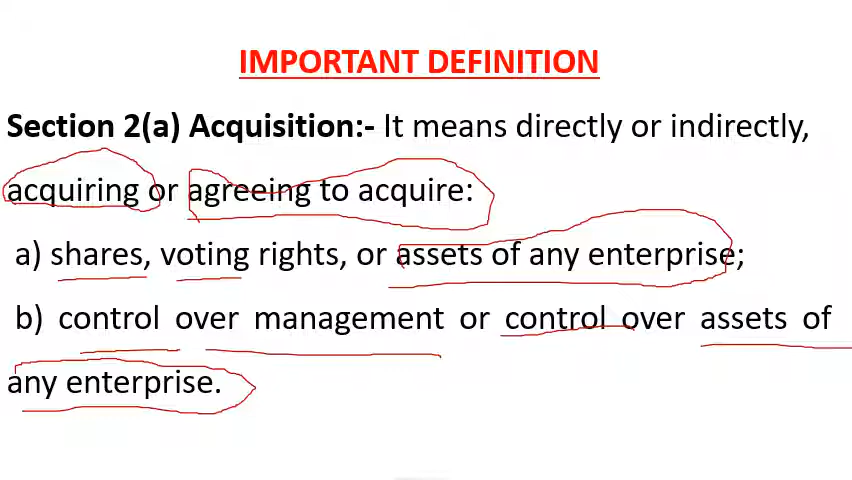 IMPORTANT DEFINITION
Section 2(a) Acquisition:- It means directly or indirectly,
acquiring or agreeing to acquire:
a) shares, voting rights, or assets of any enterprise;
b) control over management or control over assets of
any enterprise.